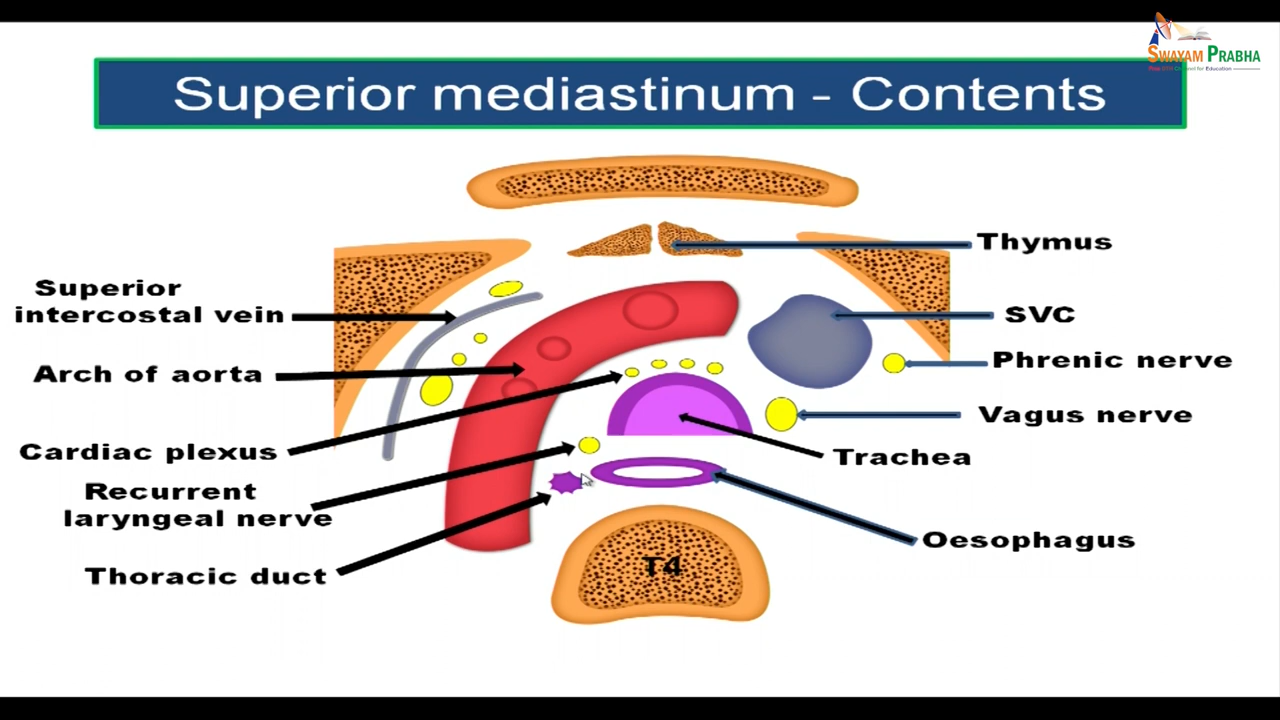 SWAYAM PRABHA
Superior mediastinum - Contents
Thymus
Superior
intercostal vein
SVC
Phrenic nerve
Arch of aorta
Vagus nerve
Cardiac plexus
Trachea
Recurrent
laryngeal nerve
Oesophagus
Thoracic duct
T4